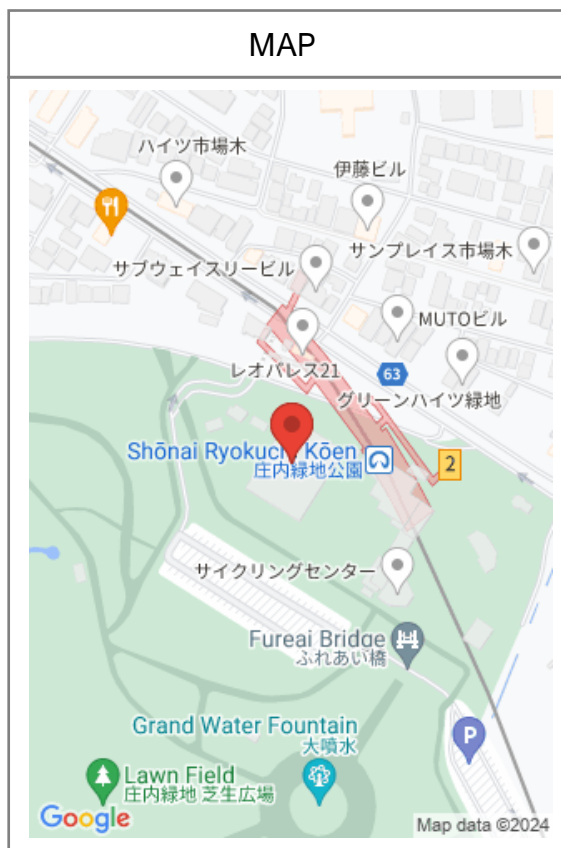 MAP
ハイツ市場木
伊藤ビル
サンプレイス市場木
サブウェイスリービル
MUTOビル
レオパレス21
63
グリーンハイツ緑地
Shōnai Ryokuchi Kōen
庄内緑地公園
2
サイクリングセンター
Fureai Bridge
ふれあい橋
Grand Water Fountain
大噴水
P
Lawn Field
庄内緑地 芝生広場
Google
Map data ©2024